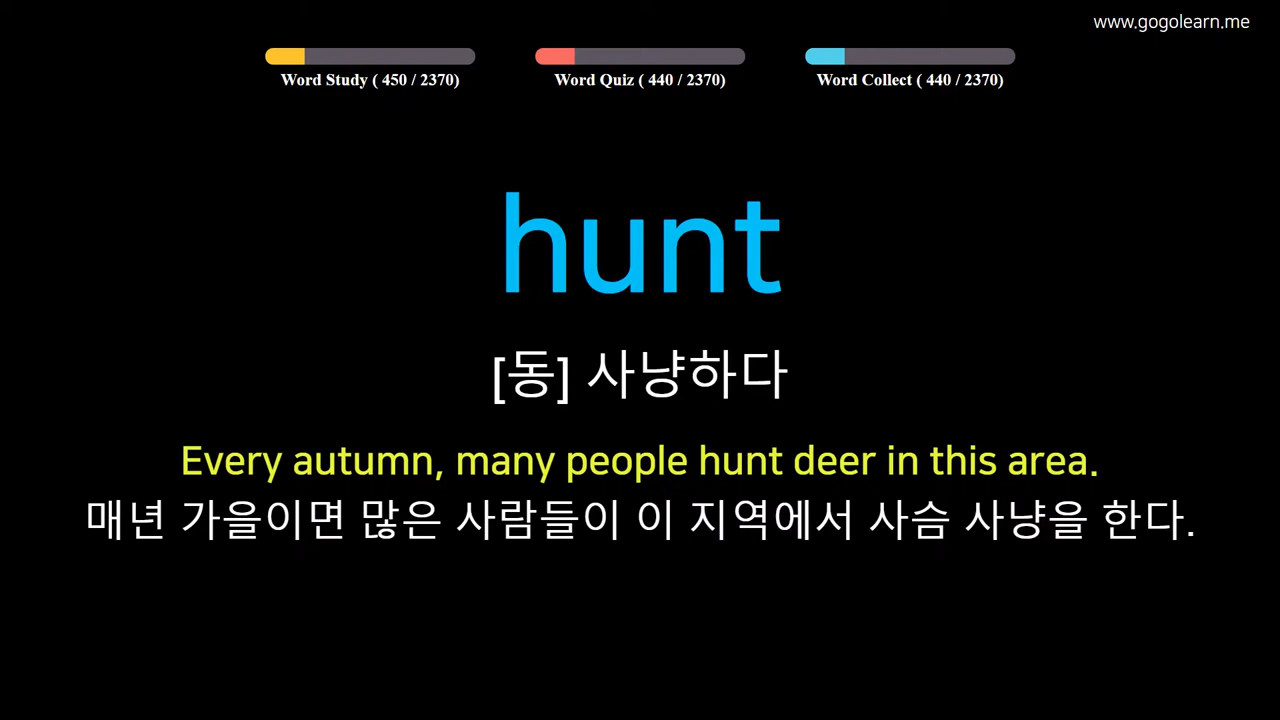 www.gogolearn.me
Word Study ( 450 / 2370)
Word Quiz ( 440 / 2370)
Word Collect ( 440 / 2370)
hunt
[동] 사냥하다
Every autumn, many people hunt deer in this area.
매년 가을이면 많은 사람들이 이 지역에서 사슴 사냥을 한다.